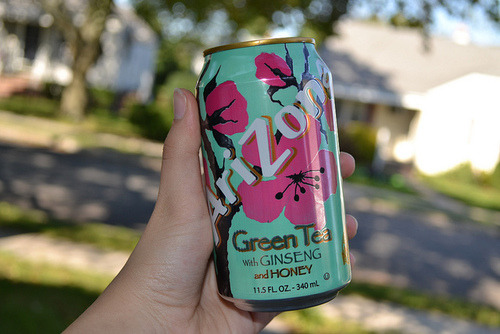 AriZona
Green Tea
With GINSENG
and HONEY
11.5 FL. OZ. - 340 mL